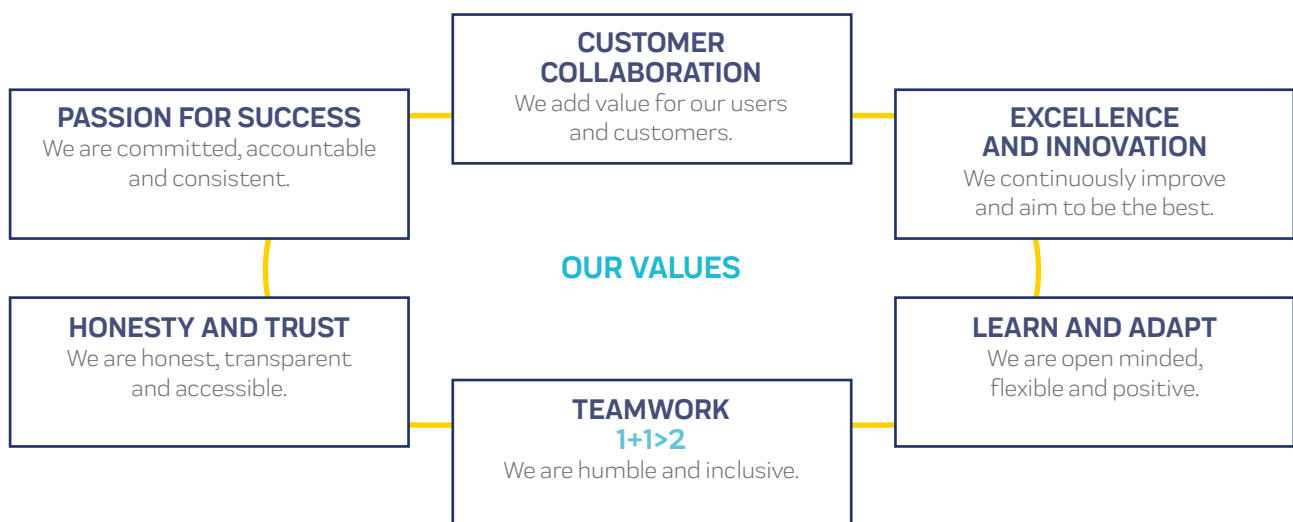 CUSTOMER
COLLABORATION
We add value for our users
and customers.
PASSION FOR SUCCESS
We are committed, accountable
and consistent.
EXCELLENCE
AND INNOVATION
We continuously improve
and aim to be the best.
OUR VALUES
HONESTY AND TRUST
We are honest, transparent
and accessible.
LEARN AND ADAPT
We are open minded,
flexible and positive.
TEAMWORK
1+1>2
We are humble and inclusive.